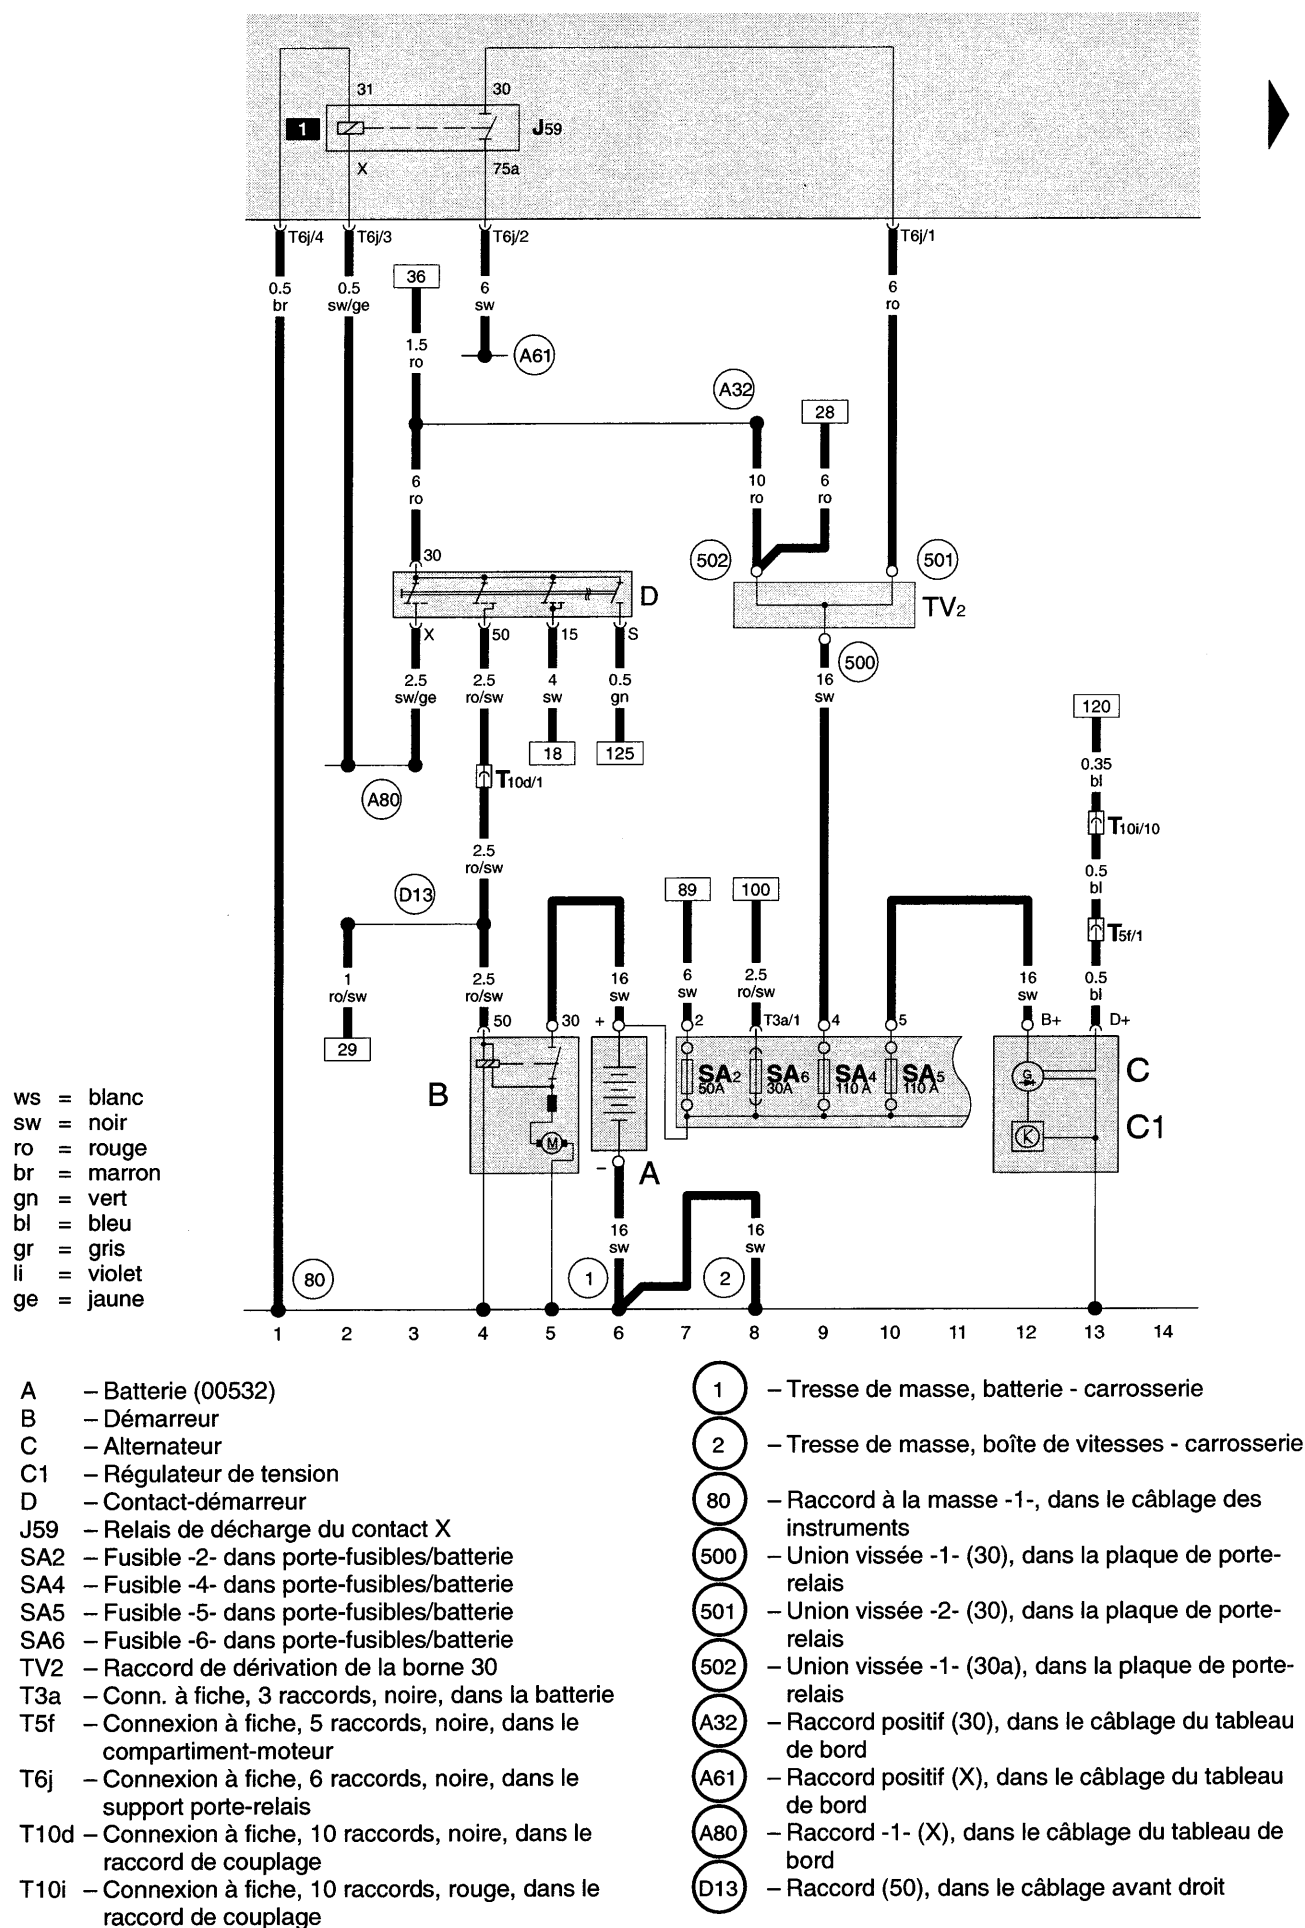 31 30
1 J59
X 75a
T6j/4 T6j/3 T6j/2 T6j/1
36
0.5 0.5 6 6
br sw/ge sw ro
1.5
ro
A61
A32
28
6 10 6
ro ro ro
30 502 501
D TV2
X 50 15 S
500
2.5 2.5 4 0.5 16
sw/ge ro/sw sw gn sw
18 125
120
0.35
bl
T10d/1
A80
T10i/10
2.5
ro/sw
0.5
bl
D13 89 100
T5f/1
1 2.5 16 6 2.5 16 0.5
ro/sw ro/sw sw sw ro/sw sw bl
50 30 + 2 T3a/1 4 5 B+ D+
29
SA2 SA6 SA4 SA5
50A 30A 110 A 110 A
G C
B
M K C1
– A
ws = blanc
sw = noir
ro = rouge
br = marron
gn = vert
bl = bleu
gr = gris
li = violet
ge = jaune
16 16
sw sw
80 1 2
1 2 3 4 5 6 7 8 9 10 11 12 13 14
A – Batterie (00532)
B – Démarreur
C – Alternateur
C1 – Régulateur de tension
D – Contact-démarreur
J59 – Relais de décharge du contact X
SA2 – Fusible -2- dans porte-fusibles/batterie
SA4 – Fusible -4- dans porte-fusibles/batterie
SA5 – Fusible -5- dans porte-fusibles/batterie
SA6 – Fusible -6- dans porte-fusibles/batterie
TV2 – Raccord de dérivation de la borne 30
T3a – Conn. à fiche, 3 raccords, noire, dans la batterie
T5f – Connexion à fiche, 5 raccords, noire, dans le
compartiment-moteur
T6j – Connexion à fiche, 6 raccords, noire, dans le
support porte-relais
T10d – Connexion à fiche, 10 raccords, noire, dans le
raccord de couplage
T10i – Connexion à fiche, 10 raccords, rouge, dans le
raccord de couplage
1 – Tresse de masse, batterie - carrosserie
2 – Tresse de masse, boîte de vitesses - carrosserie
80 – Raccord à la masse -1-, dans le câblage des
instruments
500 – Union vissée -1- (30), dans la plaque de porte-
relais
501 – Union vissée -2- (30), dans la plaque de porte-
relais
502 – Union vissée -1- (30a), dans la plaque de porte-
relais
A32 – Raccord positif (30), dans le câblage du tableau
de bord
A61 – Raccord positif (X), dans le câblage du tableau
de bord
A80 – Raccord -1- (X), dans le câblage du tableau de
bord
D13 – Raccord (50), dans le câblage avant droit